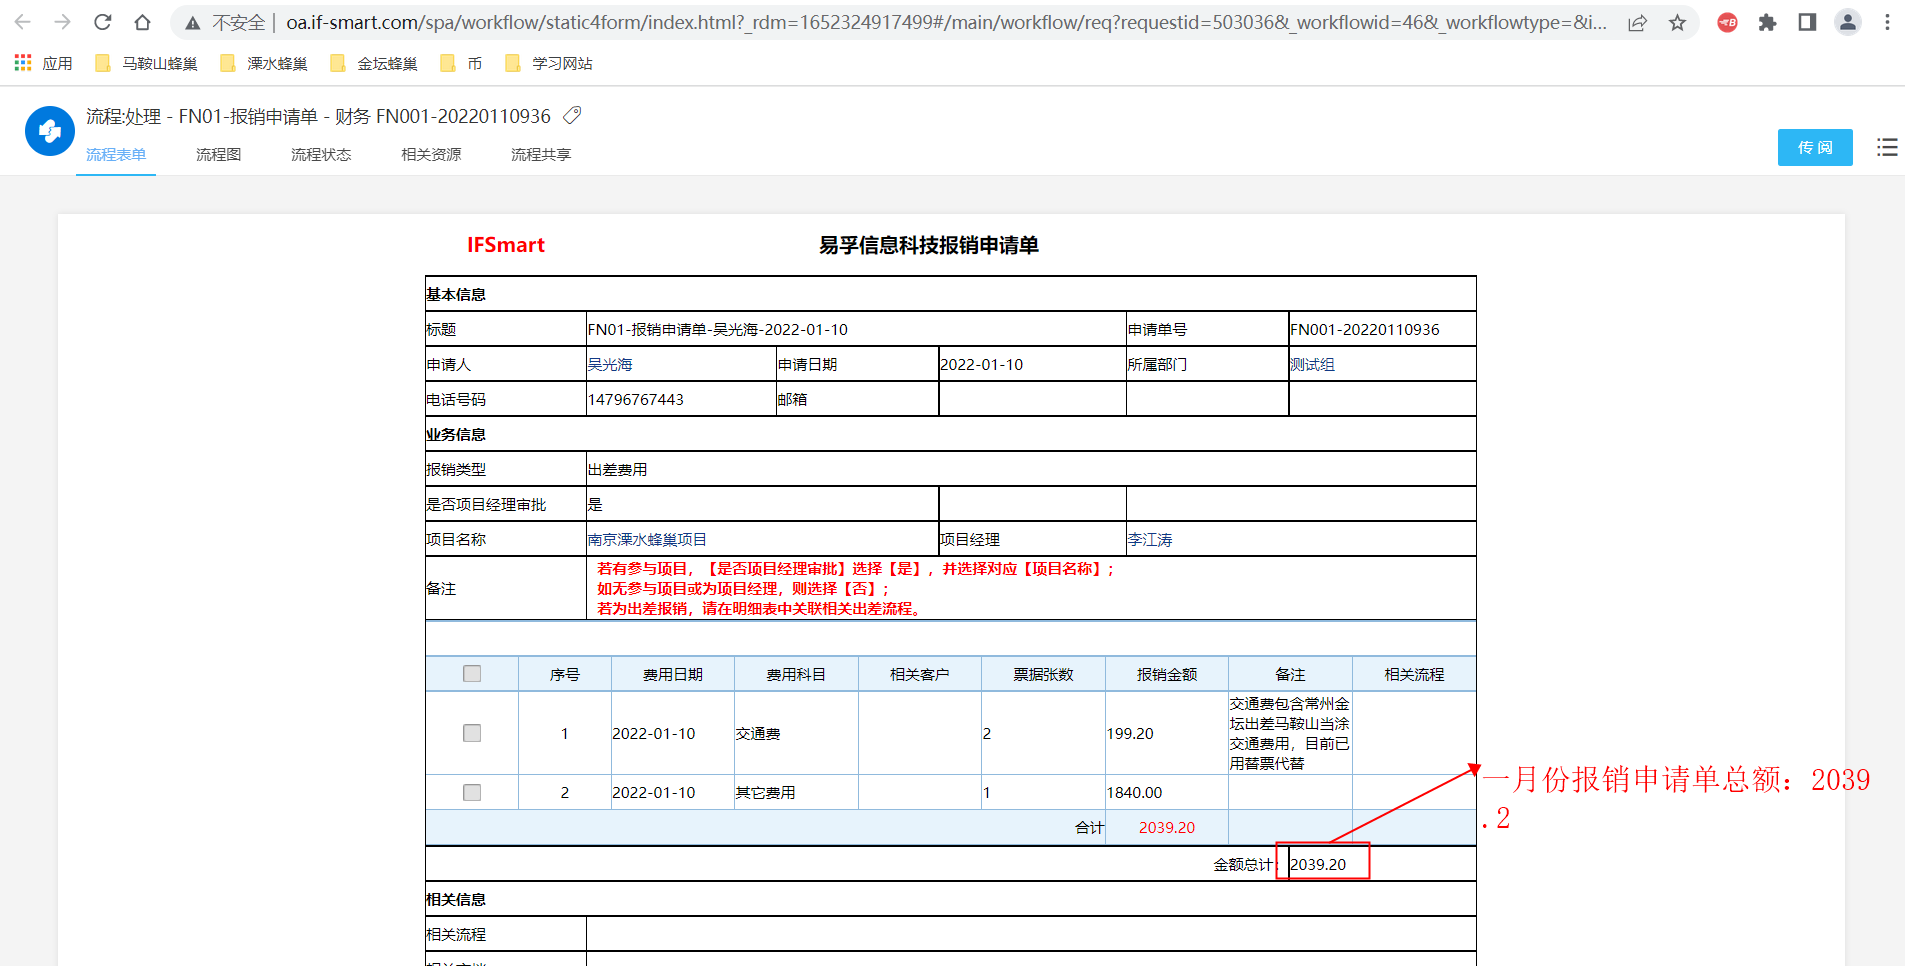 不安全 | oa.if-smart.com/spa/workflow/static4form/index.html?_rdm=1652324917499#/main/workflow/req?requestid=503036&_workflowid=46&_workflowtype=&i...
应用 马鞍山蜂巢 溧水蜂巢 金坛蜂巢 币 学习网站
流程:处理 - FN01-报销申请单 - 财务 FN001-20220110936
流程表单 流程图 流程状态 相关资源 流程共享
传 阅
IFSmart 易孚信息科技报销申请单
基本信息
标题 FN01-报销申请单-吴光海-2022-01-10 申请单号 FN001-20220110936
申请人 吴光海 申请日期 2022-01-10 所属部门 测试组
电话号码 14796767443 邮箱
业务信息
报销类型 出差费用
是否项目经理审批 是
项目名称 南京溧水蜂巢项目 项目经理 李江涛
备注
若有参与项目，【是否项目经理审批】选择【是】，并选择对应【项目名称】；
如无参与项目或为项目经理，则选择【否】；
若为出差报销，请在明细表中关联相关出差流程。
序号 费用日期 费用科目 相关客户 票据张数 报销金额 备注 相关流程
1 2022-01-10 交通费 2 199.20
交通费包含常州金
坛出差马鞍山当涂
交通费用，目前已
用替票代替
2 2022-01-10 其它费用 1 1840.00
合计 2039.20
金额总计： 2039.20
一月份报销申请单总额：2039
.2
相关信息
相关流程